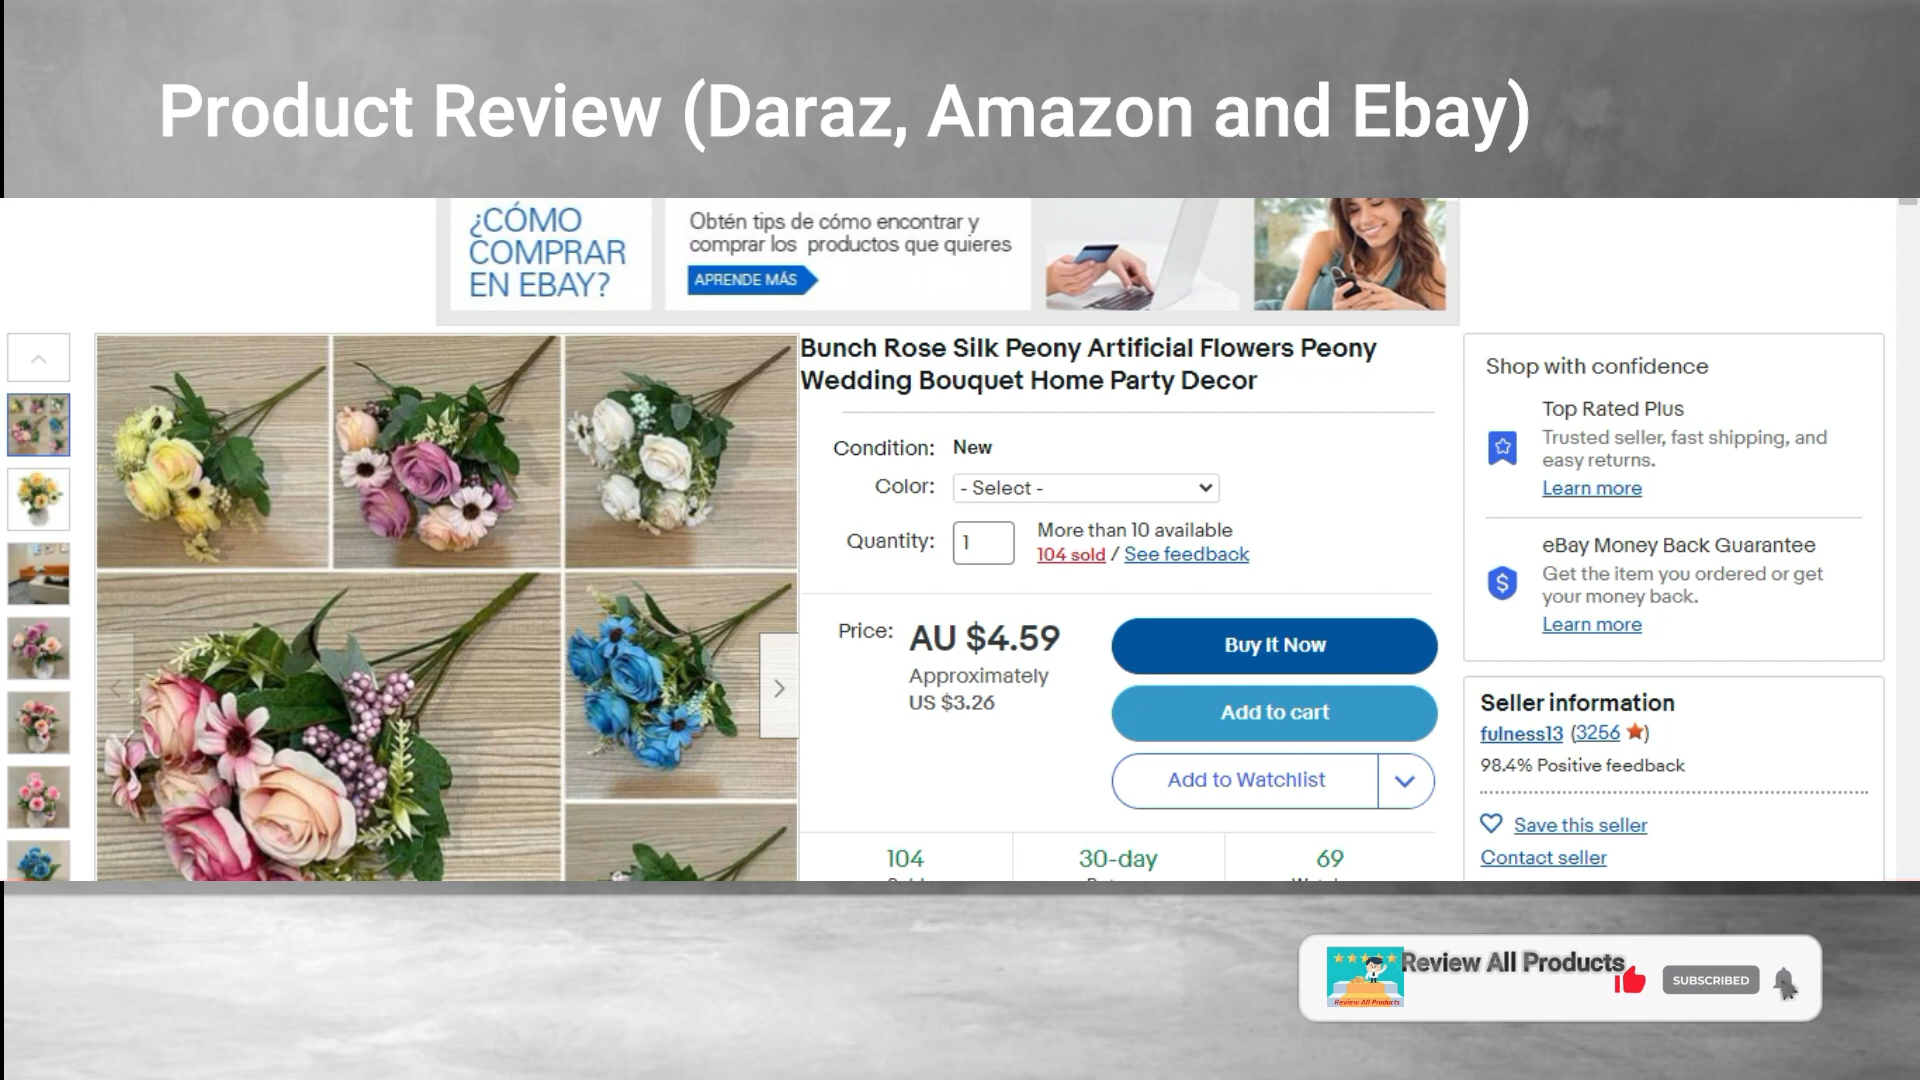 Product Review (Daraz, Amazon and Ebay)
¿CÓMO
COMPRAR
EN EBAY?
Obtén tips de cómo encontrar y
comprar los productos que quieres
APRENDE MÁS
Bunch Rose Silk Peony Artificial Flowers Peony
Wedding Bouquet Home Party Decor
Condition: New
Color: - Select -
Quantity: 1
More than 10 available
104 sold / See feedback
Price: AU $4.59
Approximately
US $3.26
Buy It Now
Add to cart
Add to Watchlist
104
30-day
69
Shop with confidence
Top Rated Plus
Trusted seller, fast shipping, and
easy returns.
Learn more
eBay Money Back Guarantee
Get the item you ordered or get
your money back.
Learn more
Seller information
fulness13 (3256)
98.4% Positive feedback
Save this seller
Contact seller
Review All Products
Review All Products
SUBSCRIBED